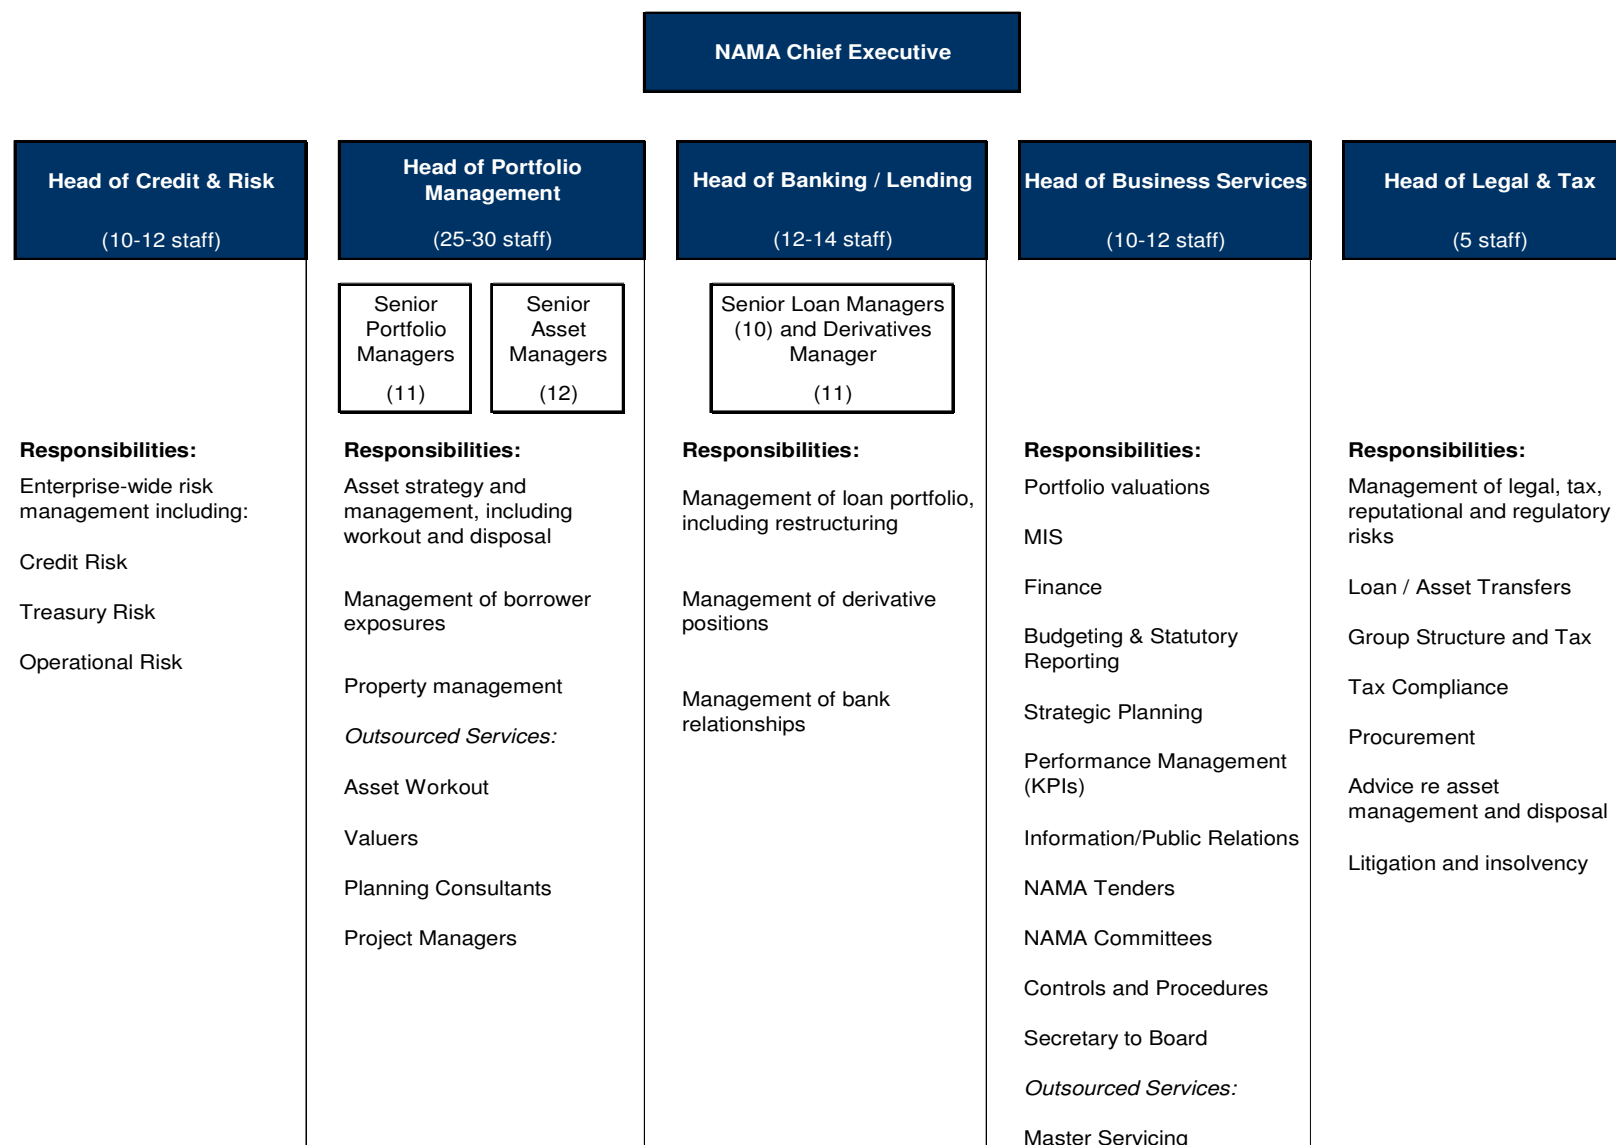 NAMA Chief Executive
Head of Credit & Risk
(10-12 staff)
Head of Portfolio
Management
(25-30 staff)
Head of Banking / Lending
(12-14 staff)
Head of Business Services
(10-12 staff)
Head of Legal & Tax
(5 staff)
Senior
Portfolio
Managers
(11)
Senior
Asset
Managers
(12)
Senior Loan Managers
(10) and Derivatives
Manager
(11)
Responsibilities:
Enterprise-wide risk
management including:
Credit Risk
Treasury Risk
Operational Risk
Responsibilities:
Asset strategy and
management, including
workout and disposal
Management of borrower
exposures
Property management
Outsourced Services:
Asset Workout
Valuers
Planning Consultants
Project Managers
Responsibilities:
Management of loan portfolio,
including restructuring
Management of derivative
positions
Management of bank
relationships
Responsibilities:
Portfolio valuations
MIS
Finance
Budgeting & Statutory
Reporting
Strategic Planning
Performance Management
(KPIs)
Information/Public Relations
NAMA Tenders
NAMA Committees
Controls and Procedures
Secretary to Board
Outsourced Services:
Master Servicing
Responsibilities:
Management of legal, tax,
reputational and regulatory
risks
Loan / Asset Transfers
Group Structure and Tax
Tax Compliance
Procurement
Advice re asset
management and disposal
Litigation and insolvency